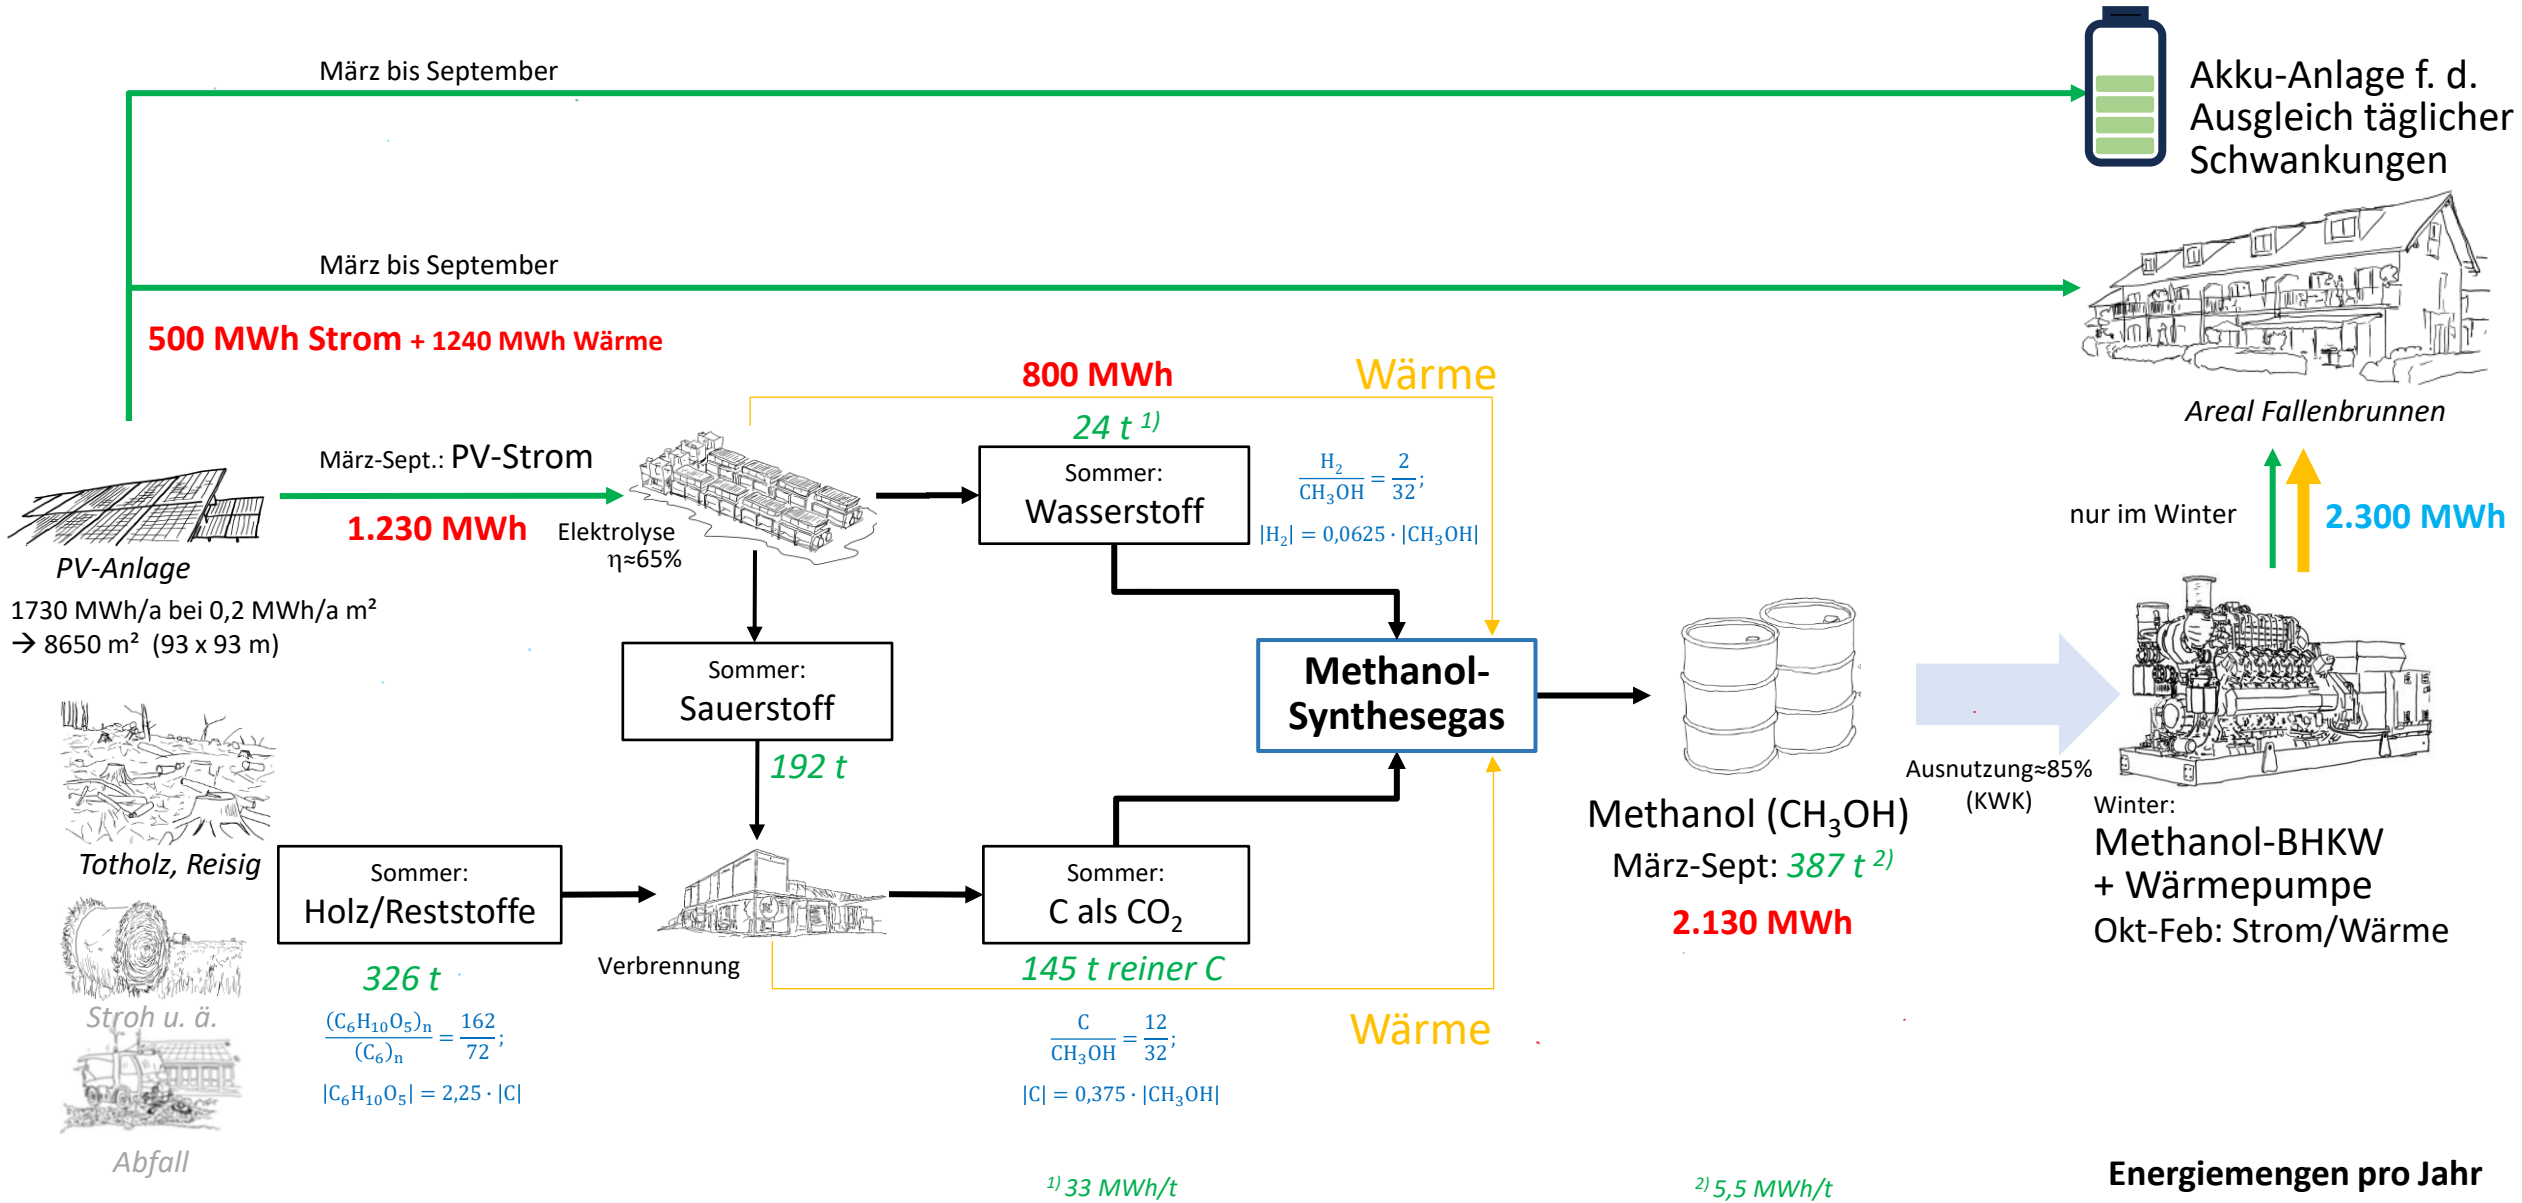 März bis September
Akku-Anlage f. d.
Ausgleich täglicher
Schwankungen
März bis September
500 MWh Strom + 1240 MWh Wärme
800 MWh
Wärme
24 t 1)
Areal Fallenbrunnen
März-Sept.: PV-Strom
1.230 MWh
Elektrolyse
η≈65%
Sommer:
Wasserstoff
H₂/CH₃OH = 2/32;
|H₂| = 0,0625 · |CH₃OH|
nur im Winter
2.300 MWh
PV-Anlage
1730 MWh/a bei 0,2 MWh/a m²
→ 8650 m² (93 x 93 m)
Sommer:
Sauerstoff
192 t
Methanol-
Synthesegas
Ausnutzung≈85%
(KWK)
Methanol (CH₃OH)
März-Sept: 387 t 2)
2.130 MWh
Winter:
Methanol-BHKW
+ Wärmepumpe
Okt-Feb: Strom/Wärme
Totholz, Reisig
Sommer:
Holz/Reststoffe
326 t
Verbrennung
Sommer:
C als CO₂
145 t reiner C
Wärme
Stroh u. ä.
(C₆H₁₀O₅)ₙ/(C₆)ₙ = 162/72;
|C₆H₁₀O₅| = 2,25 · |C|
C/CH₃OH = 12/32;
|C| = 0,375 · |CH₃OH|
Abfall
1) 33 MWh/t
2) 5,5 MWh/t
Energiemengen pro Jahr